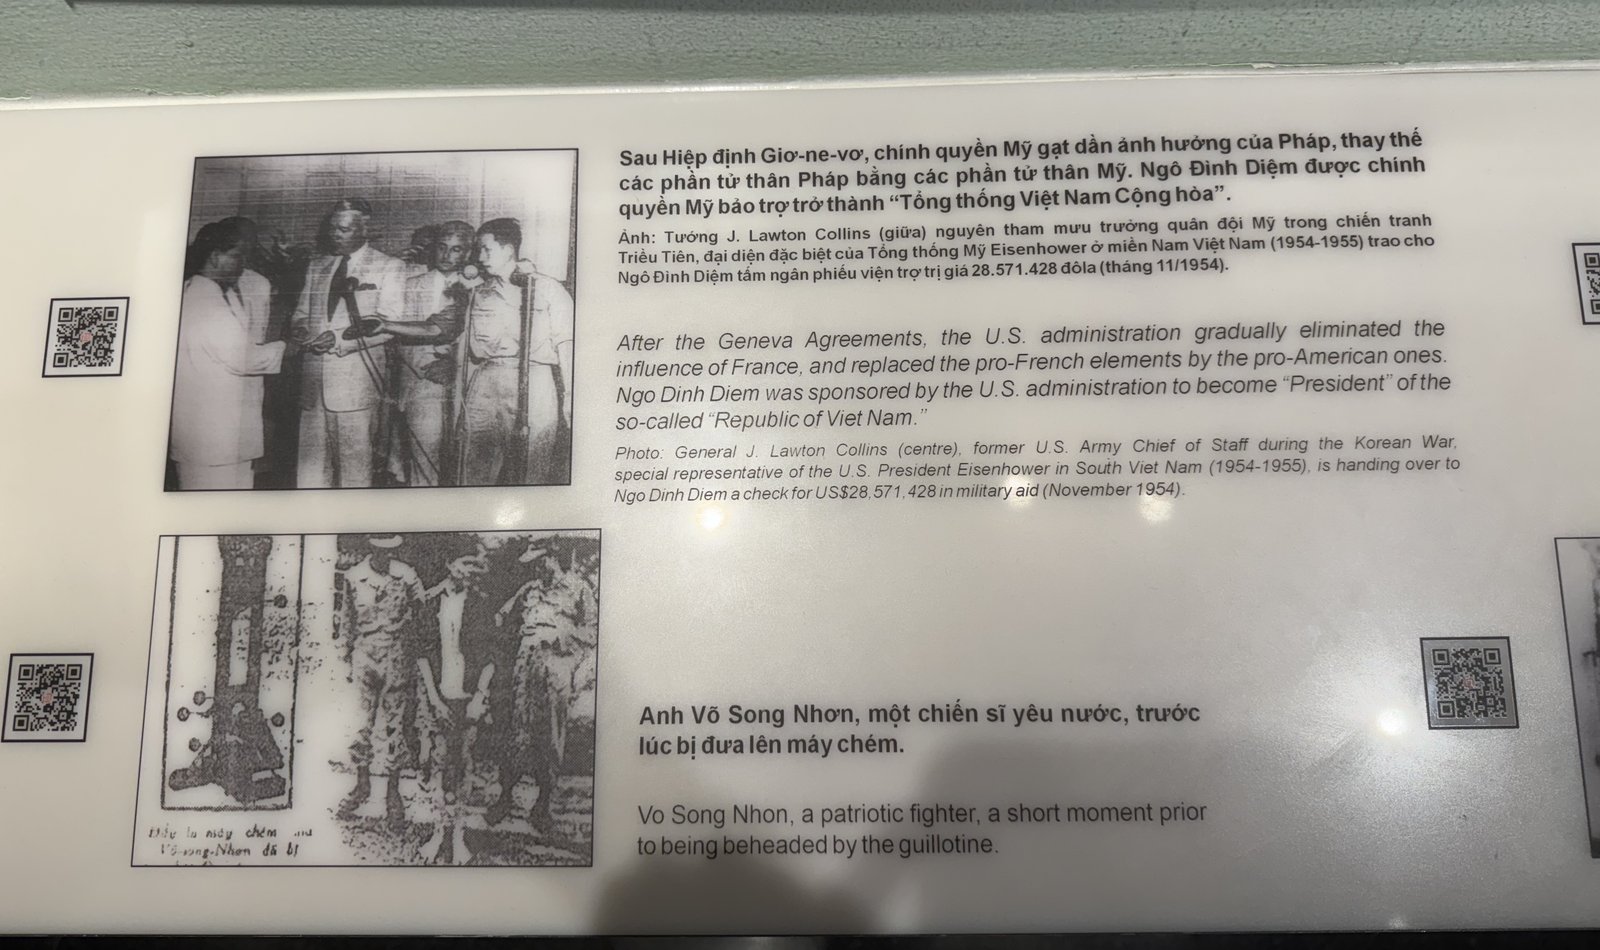 Sau Hiệp định Giơ-ne-vơ, chính quyền Mỹ gạt dần ảnh hưởng của Pháp, thay thế
các phần tử thân Pháp bằng các phần tử thân Mỹ. Ngô Đình Diệm được chính
quyền Mỹ bảo trợ trở thành “Tổng thống Việt Nam Cộng hòa”.
Ảnh: Tướng J. Lawton Collins (giữa) nguyên tham mưu trưởng quân đội Mỹ trong chiến tranh
Triều Tiên, đại diện đặc biệt của Tổng thống Mỹ Eisenhower ở miền Nam Việt Nam (1954-1955) trao cho
Ngô Đình Diệm tấm ngân phiếu viện trợ trị giá 28.571.428 đôla (tháng 11/1954).
After the Geneva Agreements, the U.S. administration gradually eliminated the
influence of France, and replaced the pro-French elements by the pro-American ones.
Ngo Dinh Diem was sponsored by the U.S. administration to become “President” of the
so-called “Republic of Viet Nam.”
Photo: General J. Lawton Collins (centre), former U.S. Army Chief of Staff during the Korean War,
special representative of the U.S. President Eisenhower in South Viet Nam (1954-1955), is handing over to
Ngo Dinh Diem a check for US$28,571,428 in military aid (November 1954).
máy chém
Võ-song-Nhơn đã bị
Anh Võ Song Nhơn, một chiến sĩ yêu nước, trước
lúc bị đưa lên máy chém.
Vo Song Nhon, a patriotic fighter, a short moment prior
to being beheaded by the guillotine.